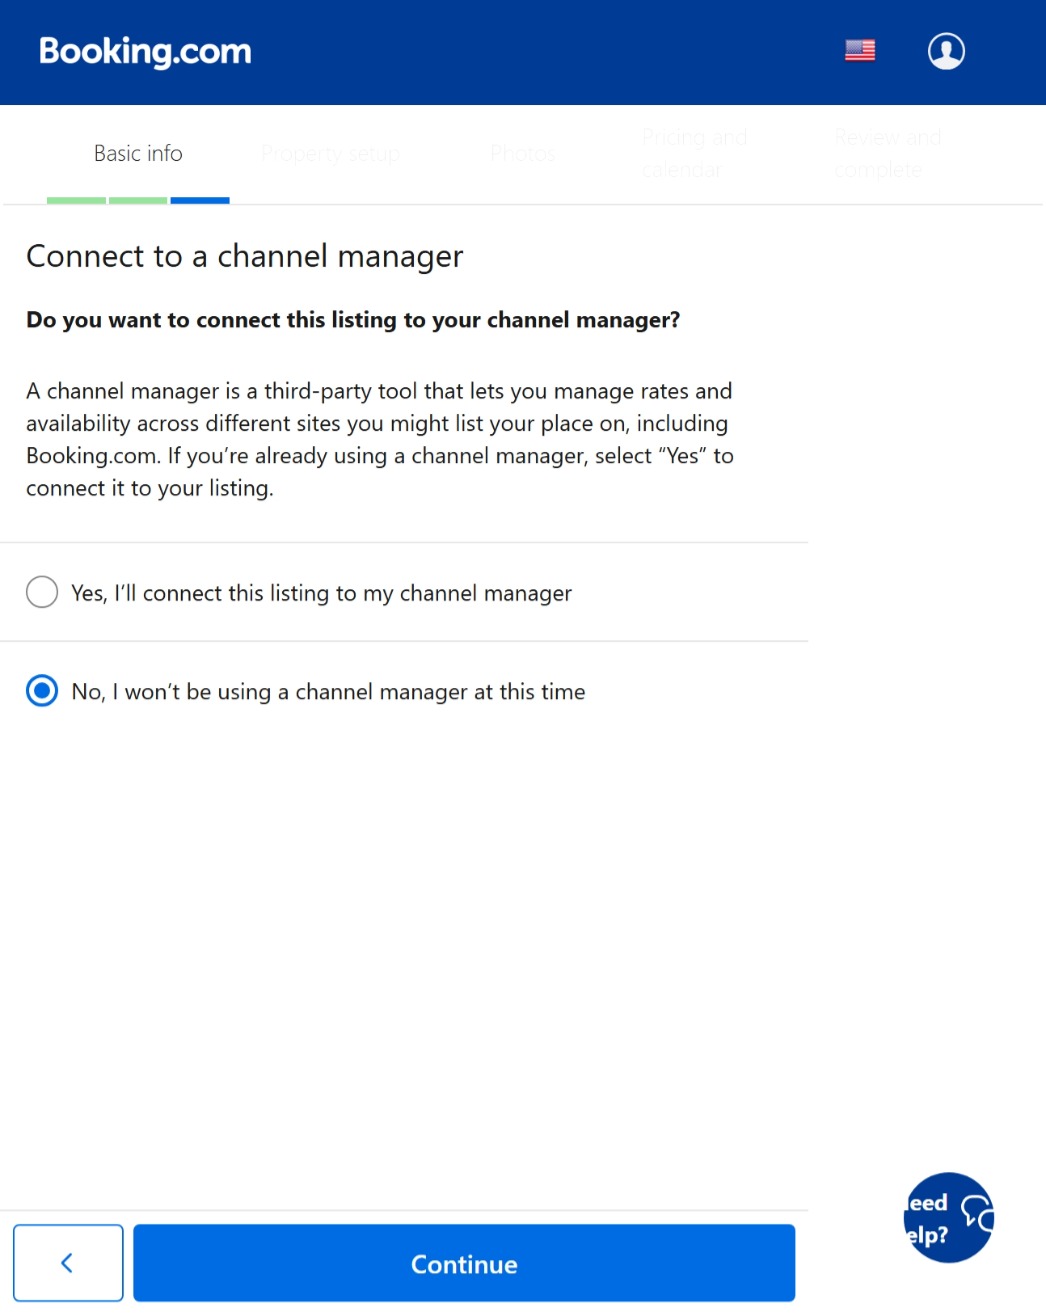 Booking.com
Basic info
Property setup
Photos
Pricing and
calendar
Review and
complete
Connect to a channel manager
Do you want to connect this listing to your channel manager?
A channel manager is a third-party tool that lets you manage rates and
availability across different sites you might list your place on, including
Booking.com. If you’re already using a channel manager, select “Yes” to
connect it to your listing.
Yes, I’ll connect this listing to my channel manager
No, I won’t be using a channel manager at this time
eed
elp?
Continue